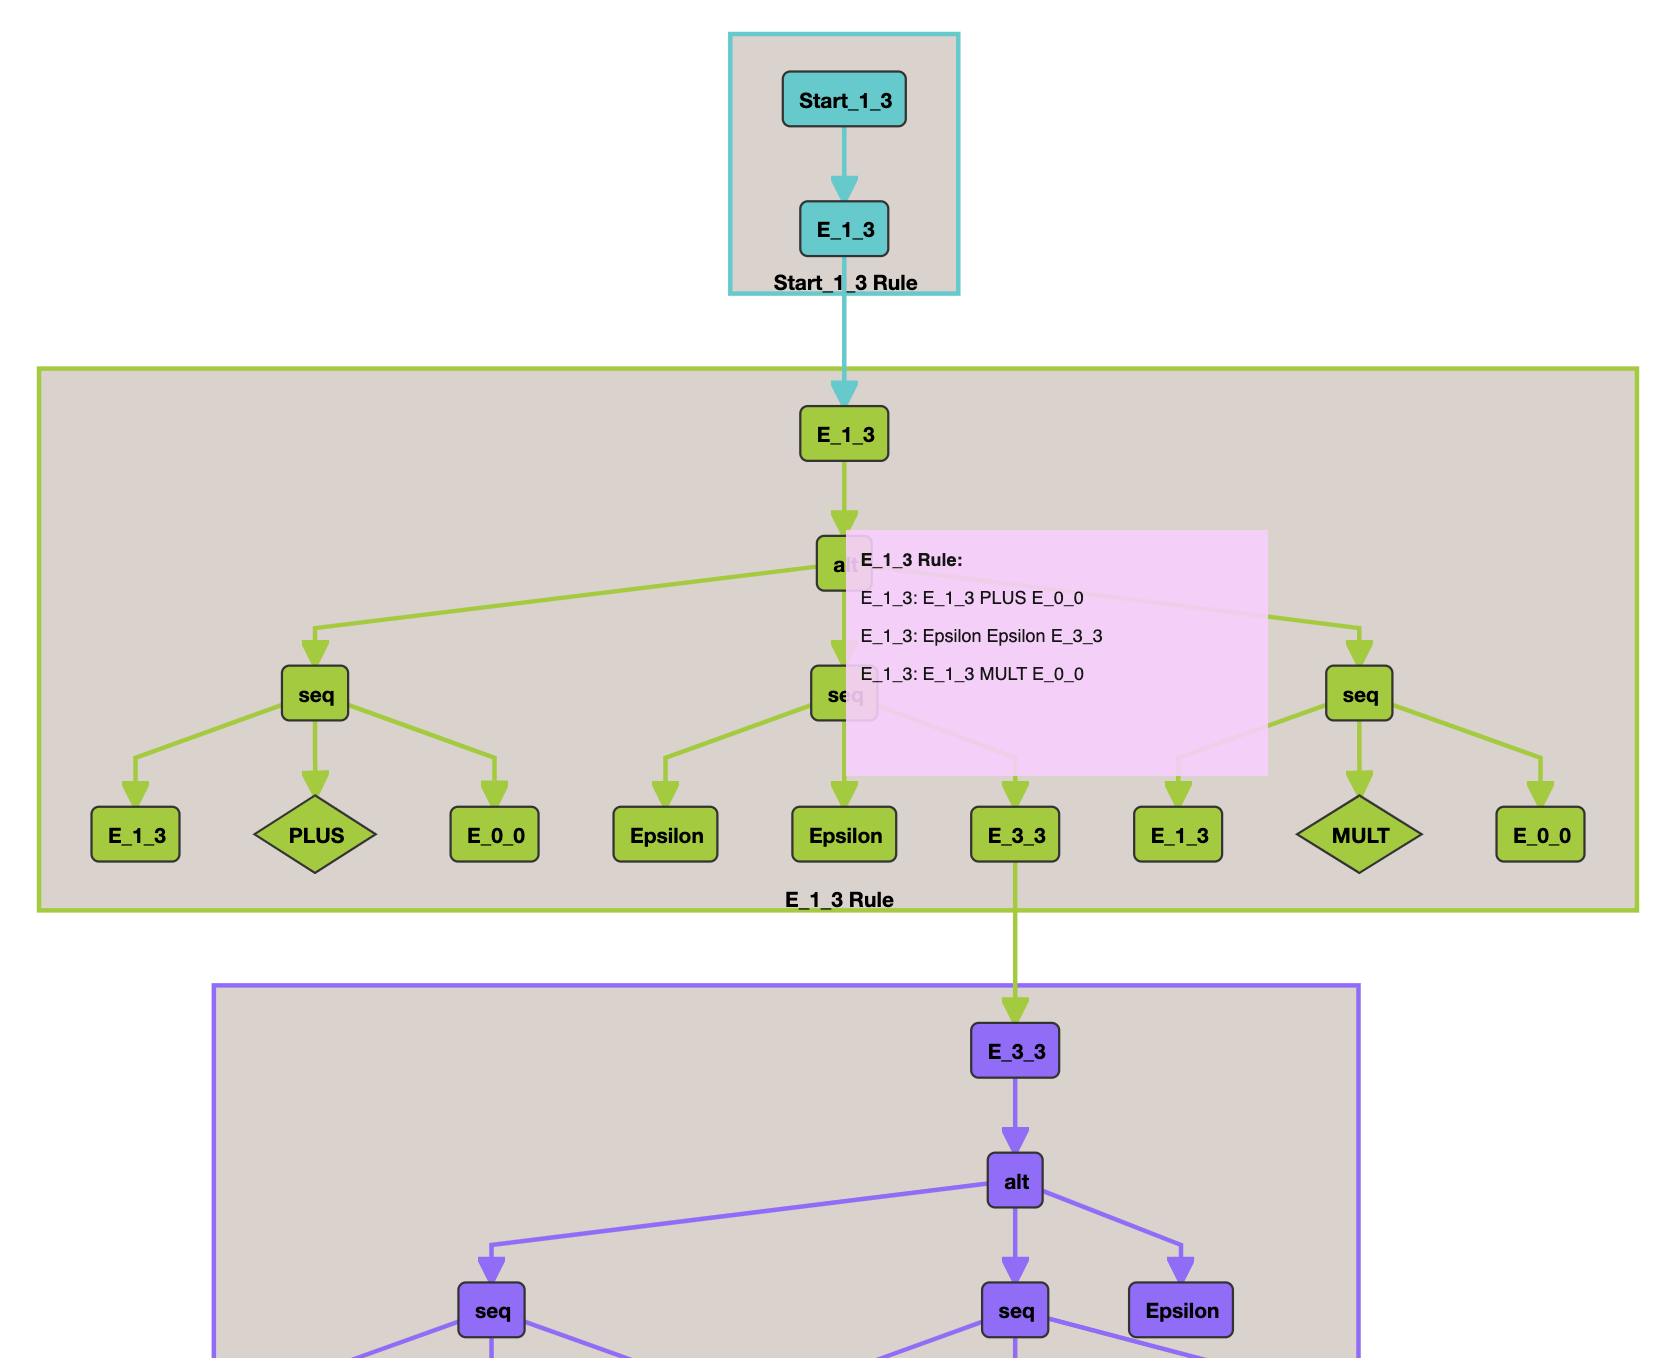 Start_1_3
E_1_3
Start_1_3 Rule
E_1_3
alt
E_1_3 Rule:
E_1_3: E_1_3 PLUS E_0_0
E_1_3: Epsilon Epsilon E_3_3
E_1_3: E_1_3 MULT E_0_0
seq
seq
seq
E_1_3
PLUS
E_0_0
Epsilon
Epsilon
E_3_3
E_1_3
MULT
E_0_0
E_1_3 Rule
E_3_3
alt
seq
seq
Epsilon